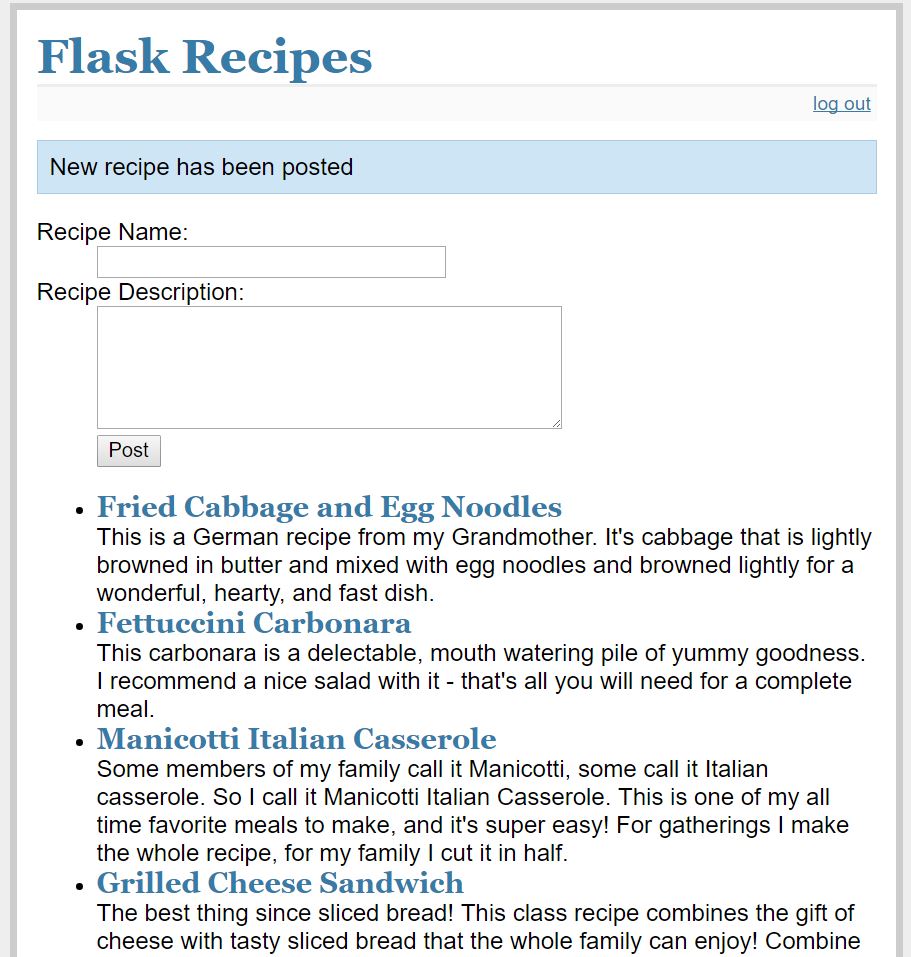 Flask Recipes
log out
New recipe has been posted
Recipe Name:
Recipe Description:
Post
Fried Cabbage and Egg Noodles
This is a German recipe from my Grandmother. It's cabbage that is lightly
browned in butter and mixed with egg noodles and browned lightly for a
wonderful, hearty, and fast dish.
Fettuccini Carbonara
This carbonara is a delectable, mouth watering pile of yummy goodness.
I recommend a nice salad with it - that's all you will need for a complete
meal.
Manicotti Italian Casserole
Some members of my family call it Manicotti, some call it Italian
casserole. So I call it Manicotti Italian Casserole. This is one of my all
time favorite meals to make, and it's super easy! For gatherings I make
the whole recipe, for my family I cut it in half.
Grilled Cheese Sandwich
The best thing since sliced bread! This class recipe combines the gift of
cheese with tasty sliced bread that the whole family can enjoy! Combine